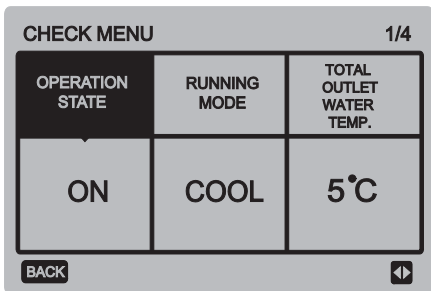 CHECK MENU 1/4
OPERATION STATE
RUNNING MODE
TOTAL OUTLET WATER TEMP.
ON COOL 5°C
BACK